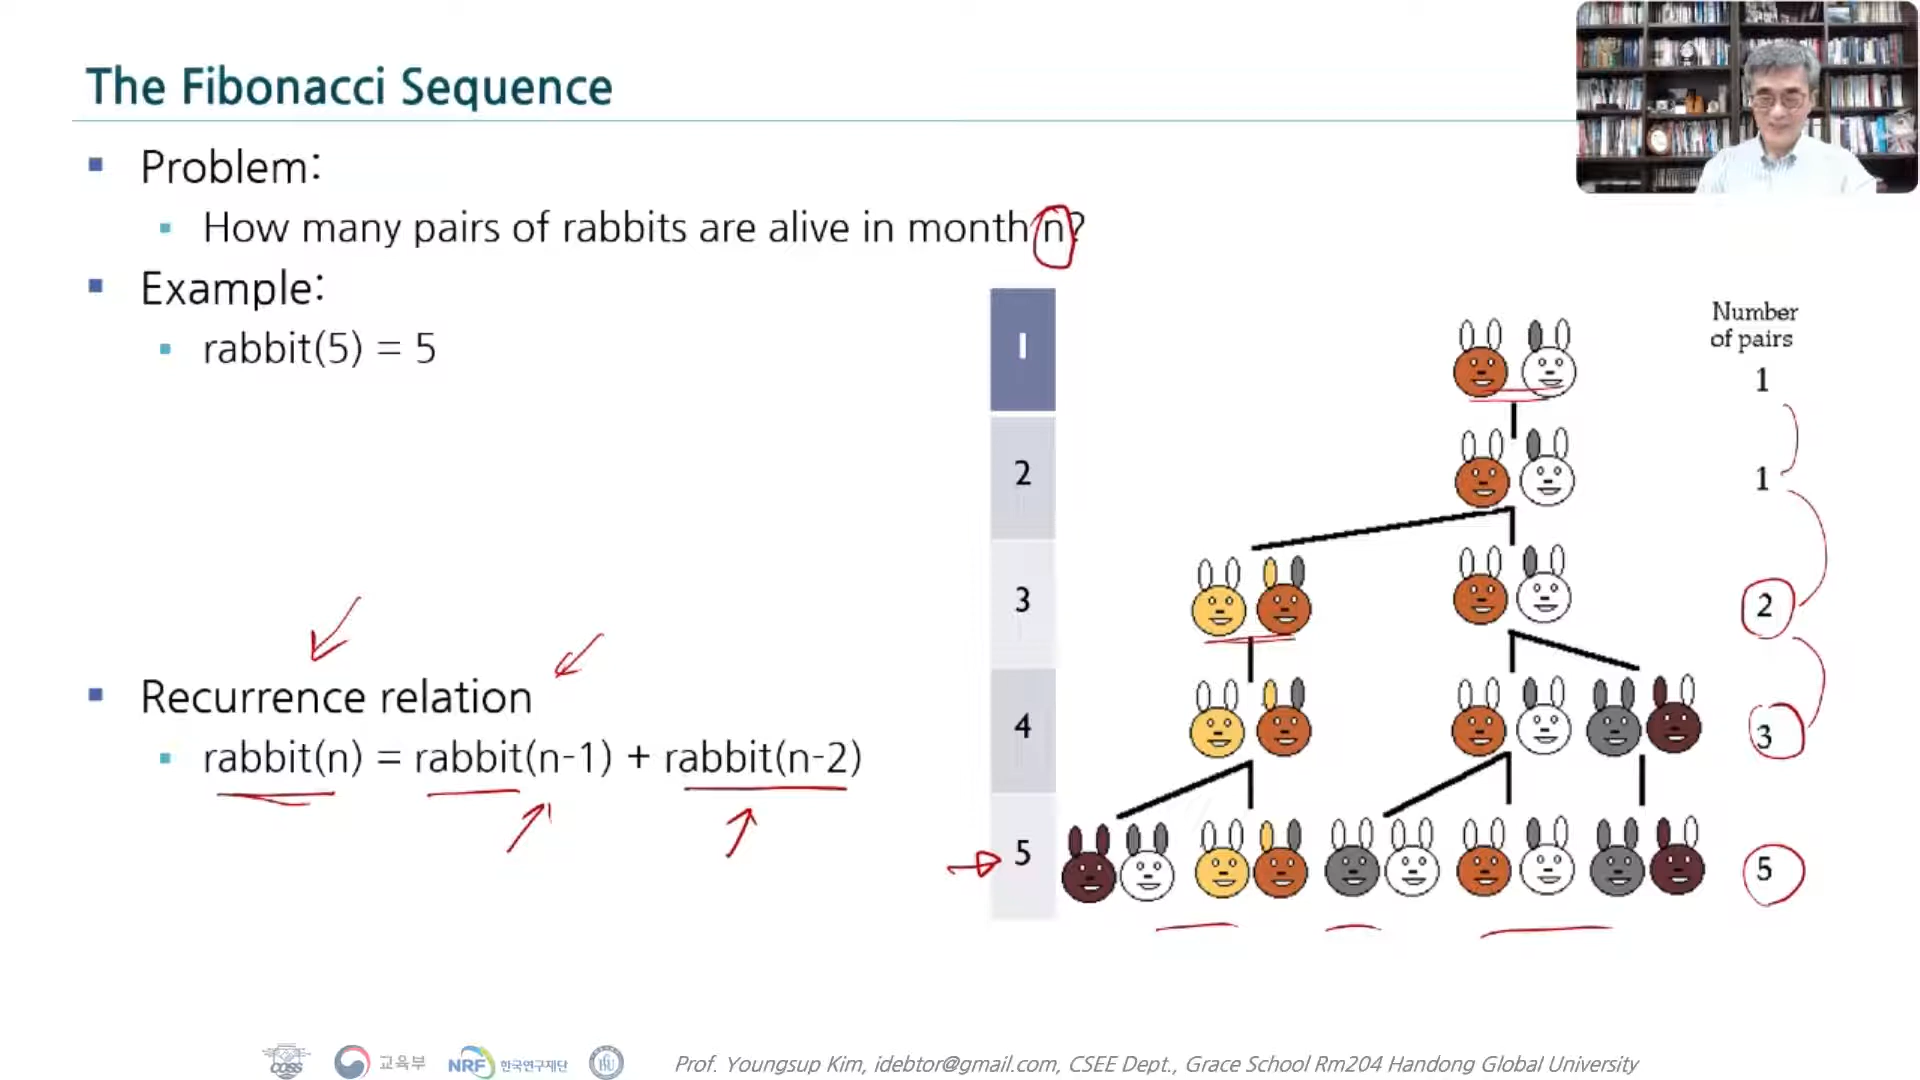 The Fibonacci Sequence
Problem:
How many pairs of rabbits are alive in month n?
Example:
rabbit(5) = 5
Recurrence relation
rabbit(n) = rabbit(n-1) + rabbit(n-2)
1
2
3
4
5
Number
of pairs
1
1
2
3
5
COSS
교육부
NRF 한국연구재단
Prof. Youngsup Kim, idebtor@gmail.com, CSEE Dept., Grace School Rm204 Handong Global University